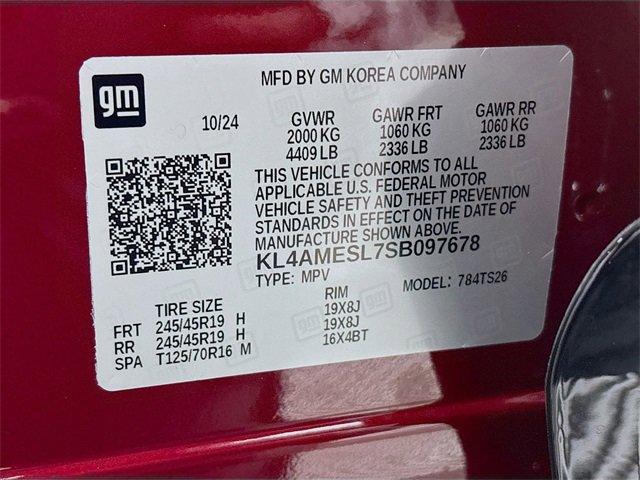 gm
MFD BY GM KOREA COMPANY
10/24
GVWR
2000 KG
4409 LB
GAWR FRT
1060 KG
2336 LB
GAWR RR
1060 KG
2336 LB
THIS VEHICLE CONFORMS TO ALL
APPLICABLE U.S. FEDERAL MOTOR
VEHICLE SAFETY AND THEFT PREVENTION
STANDARDS IN EFFECT ON THE DATE OF
MANUFACTURE SHOWN ABOVE.
KL4AMESL7SB097678
TYPE: MPV
MODEL: 784TS26
TIRE SIZE RIM
FRT 245/45R19 H 19X8J
RR 245/45R19 H 19X8J
SPA T125/70R16 M 16X4BT